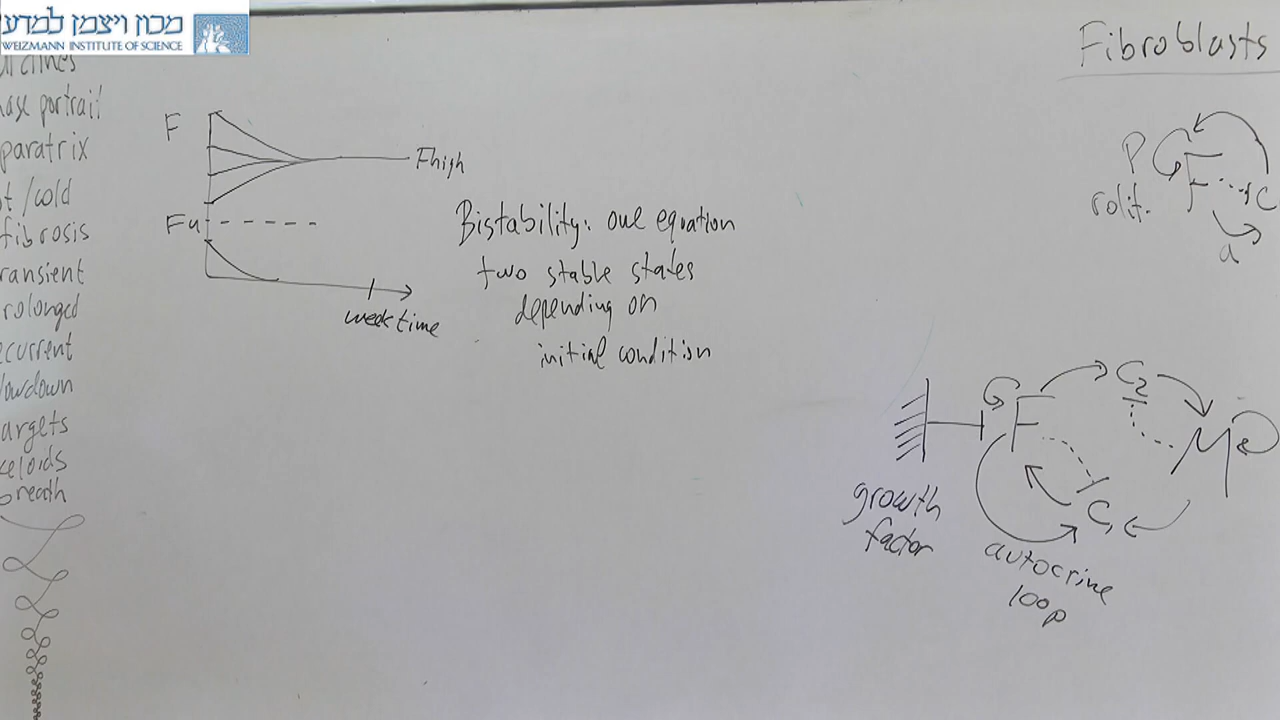 מכון ויצמן למדע
WEIZMANN INSTITUTE OF SCIENCE
ase portrait
paratrix
/cold
fibrosis
ransient
rolonged
ecurrent
lowdown
argets
eloids
breath
F
Fhigh
Fu
week time
Bistability: one equation
two stable states
depending on
initial condition
Fibroblasts
P
rolif.
F
C
a
F
C2
M
C1
growth
factor
autocrine
loop